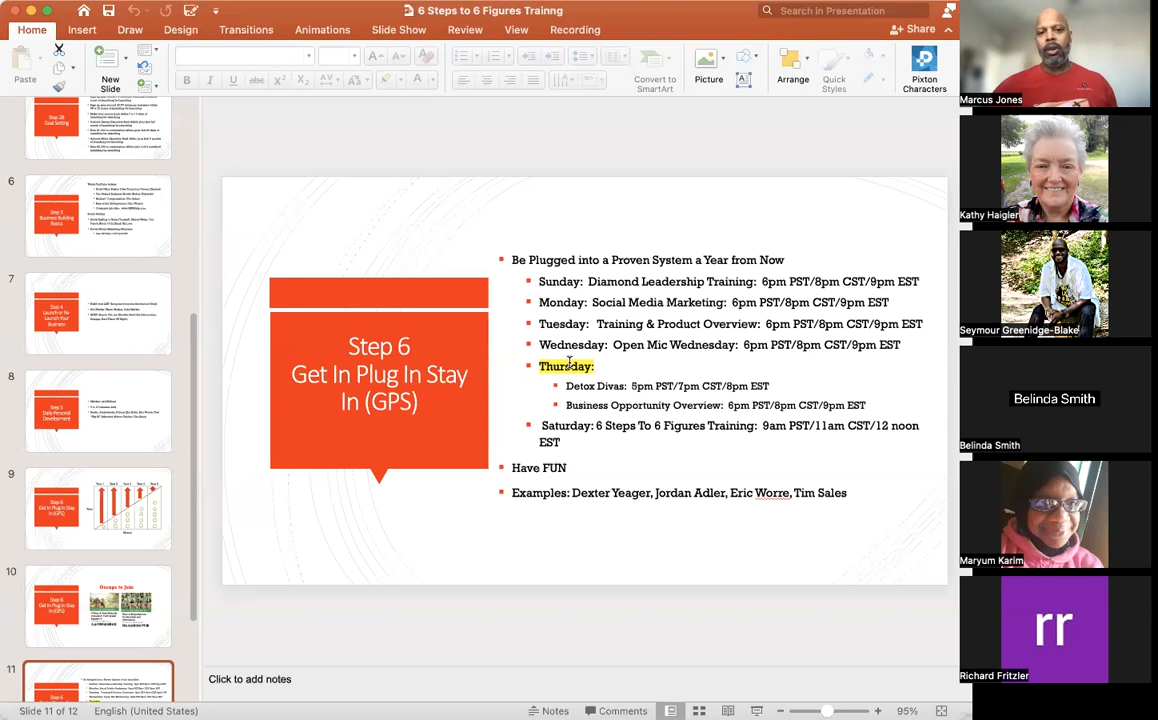 6 Steps to 6 Figures Trainng
Search in Presentation
Home
Insert
Draw
Design
Transitions
Animations
Slide Show
Review
View
Recording
Share
Paste
New Slide
Convert to SmartArt
Picture
Arrange
Quick Styles
Pixton Characters
6
7
8
9
10
11
Step 6
Get In Plug In Stay
In (GPS)
Be Plugged into a Proven System a Year from Now
Sunday: Diamond Leadership Training: 6pm PST/8pm CST/9pm EST
Monday: Social Media Marketing: 6pm PST/8pm CST/9pm EST
Tuesday: Training & Product Overview: 6pm PST/8pm CST/9pm EST
Wednesday: Open Mic Wednesday: 6pm PST/8pm CST/9pm EST
Thursday:
Detox Divas: 5pm PST/7pm CST/8pm EST
Business Opportunity Overview: 6pm PST/8pm CST/9pm EST
Saturday: 6 Steps To 6 Figures Training: 9am PST/11am CST/12 noon
EST
Have FUN
Examples: Dexter Yeager, Jordan Adler, Eric Worre, Tim Sales
Click to add notes
Slide 11 of 12
English (United States)
Notes
Comments
95%
Marcus Jones
Kathy Haigler
Seymour Greenidge-Blake
Belinda Smith
Belinda Smith
Maryum Karim
rr
Richard Fritzler